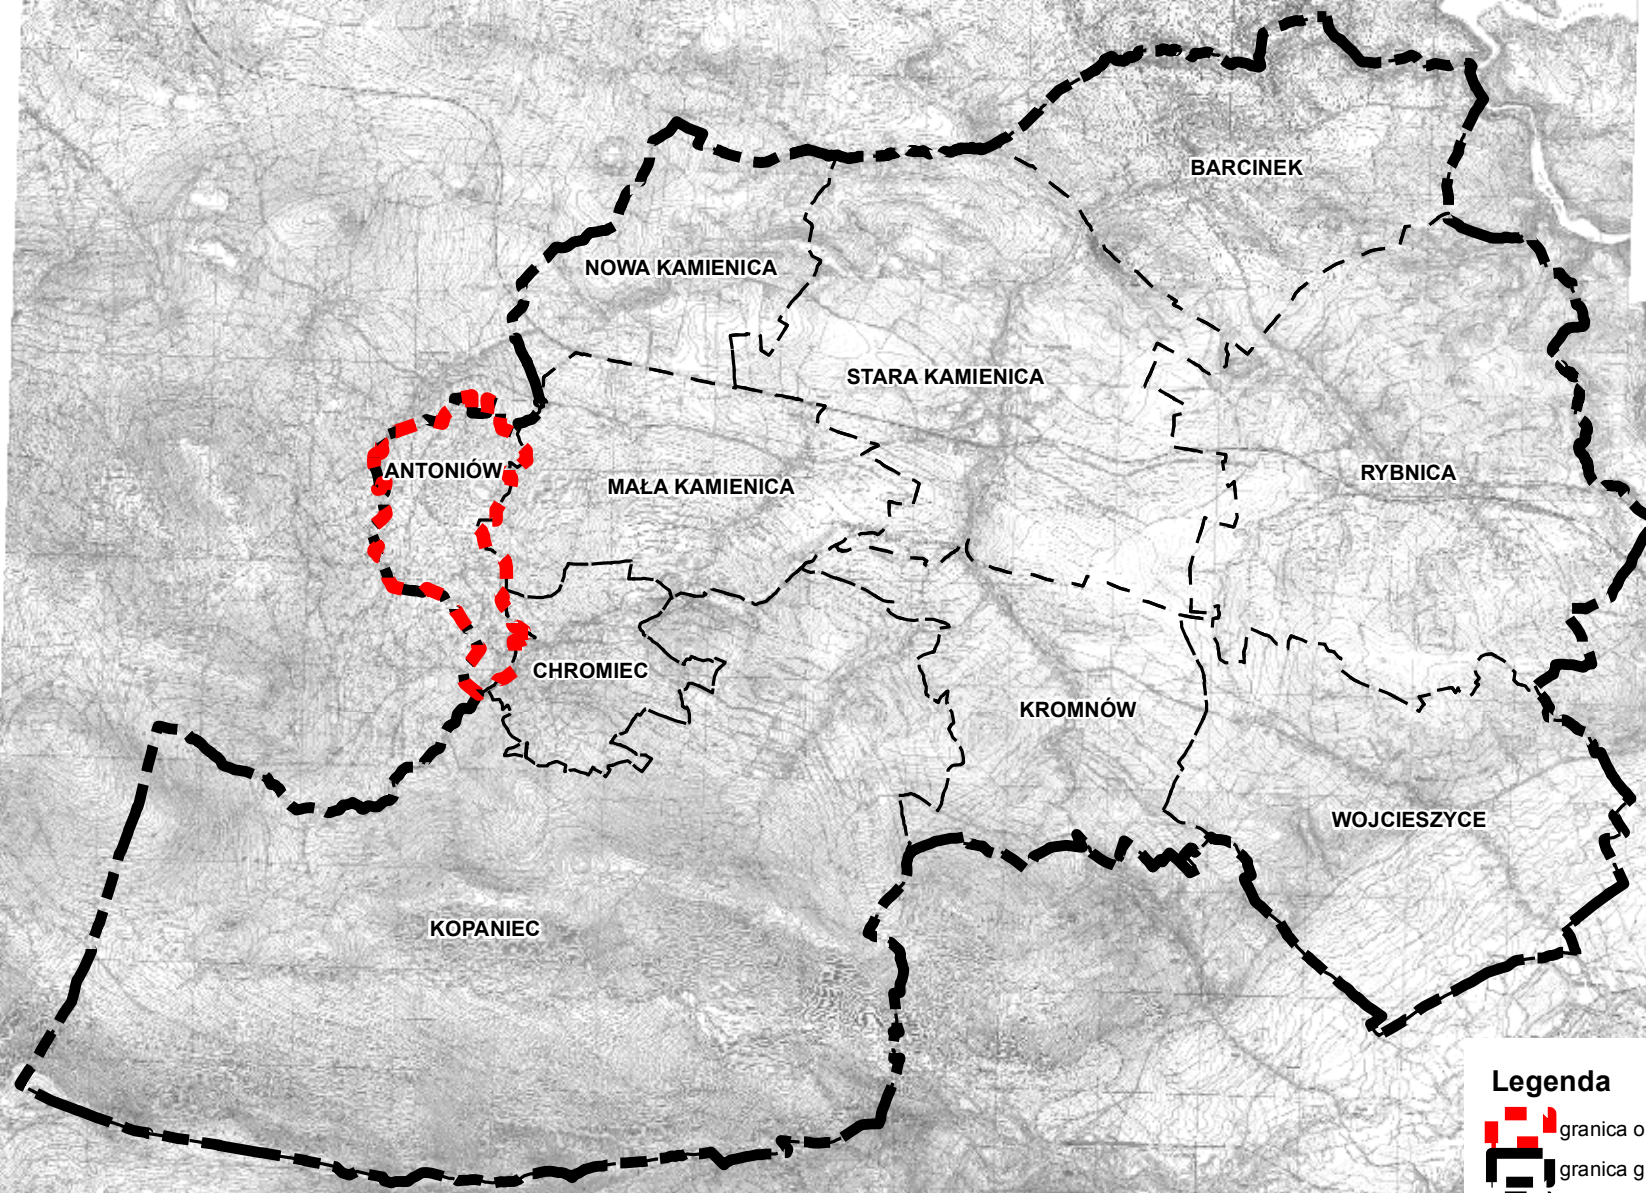 BARCINEK
NOWA KAMIENICA
STARA KAMIENICA
ANTONIÓW
MAŁA KAMIENICA
RYBNICA
CHROMIEC
KROMNÓW
WOJCIESZYCE
KOPANIEC
Legenda
granica o
granica g